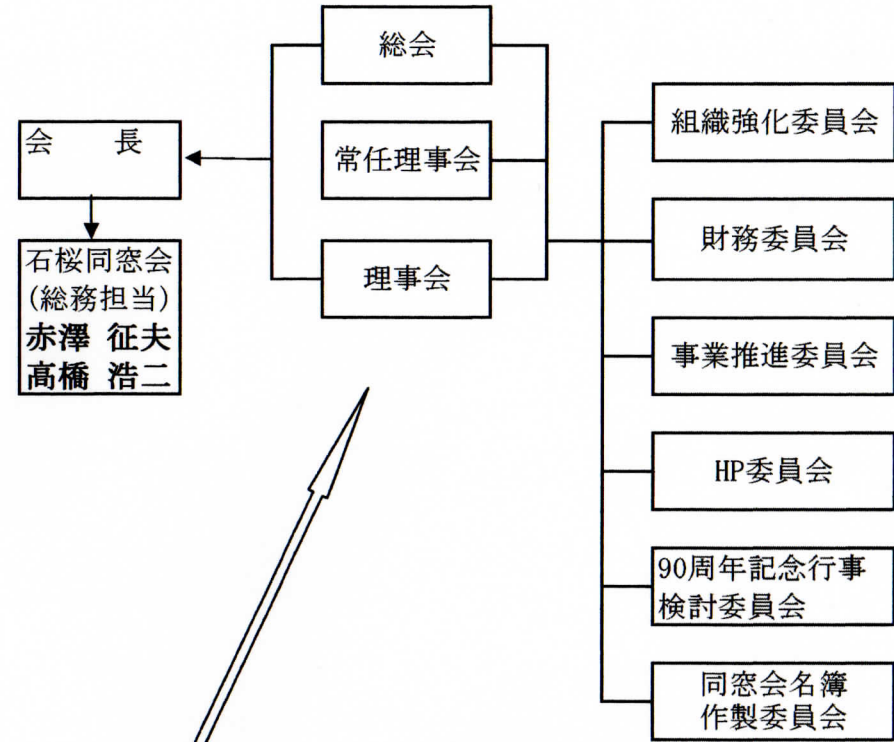 総会
常任理事会
理事会
会　　長
石桜同窓会
(総務担当)
赤澤 征夫
高橋 浩二
組織強化委員会
財務委員会
事業推進委員会
HP委員会
90周年記念行事
検討委員会
同窓会名簿
作製委員会